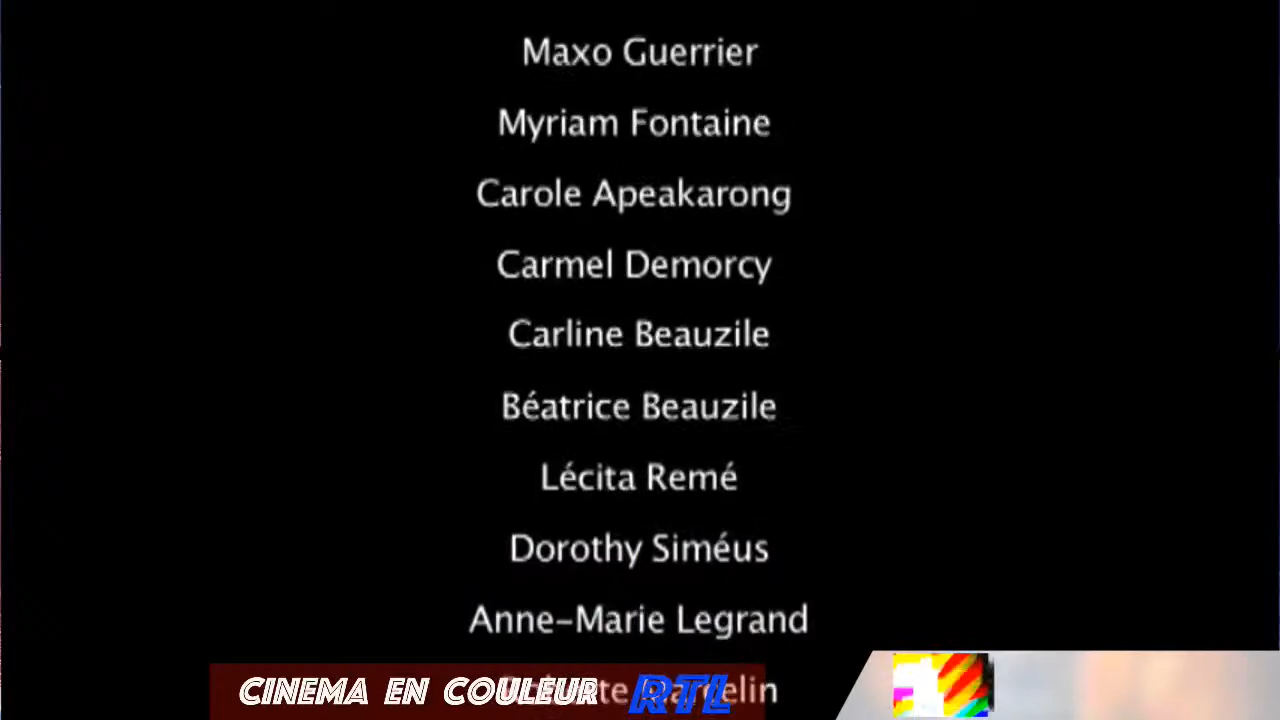 Maxo Guerrier
Myriam Fontaine
Carole Apeakarong
Carmel Demorcy
Carline Beauzile
Béatrice Beauzile
Lécita Remé
Dorothy Siméus
Anne-Marie Legrand
CINEMA EN COULEUR RTL